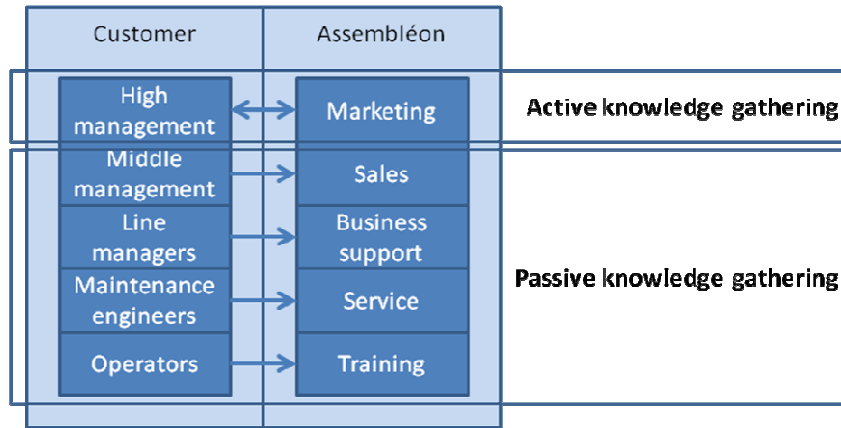 Customer
Assembléon
High
management
Marketing
Active knowledge gathering
Middle
management
Sales
Line
managers
Business
support
Passive knowledge gathering
Maintenance
engineers
Service
Operators
Training